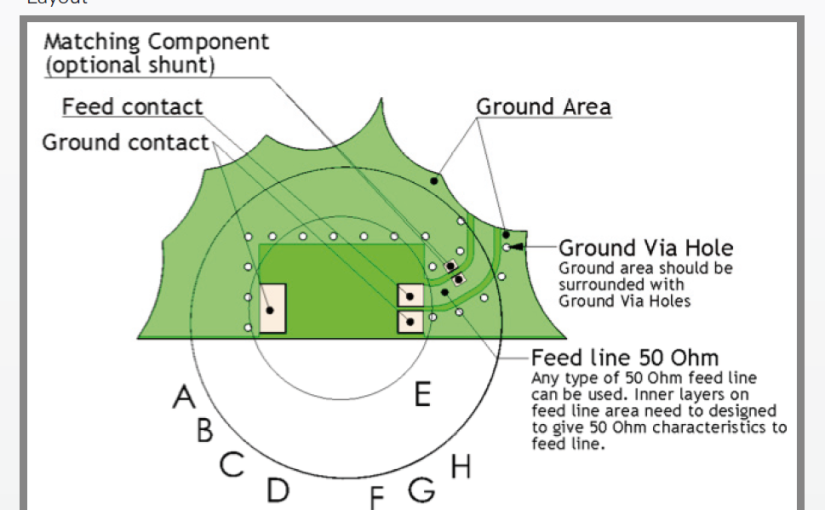 Layout
Matching Component
(optional shunt)
Feed contact
Ground contact
Ground Area
Ground Via Hole
Ground area should be
surrounded with
Ground Via Holes
Feed line 50 Ohm
Any type of 50 Ohm feed line
can be used. Inner layers on
feed line area need to designed
to give 50 Ohm characteristics to
feed line.
A
B
C
D
E
F
G
H